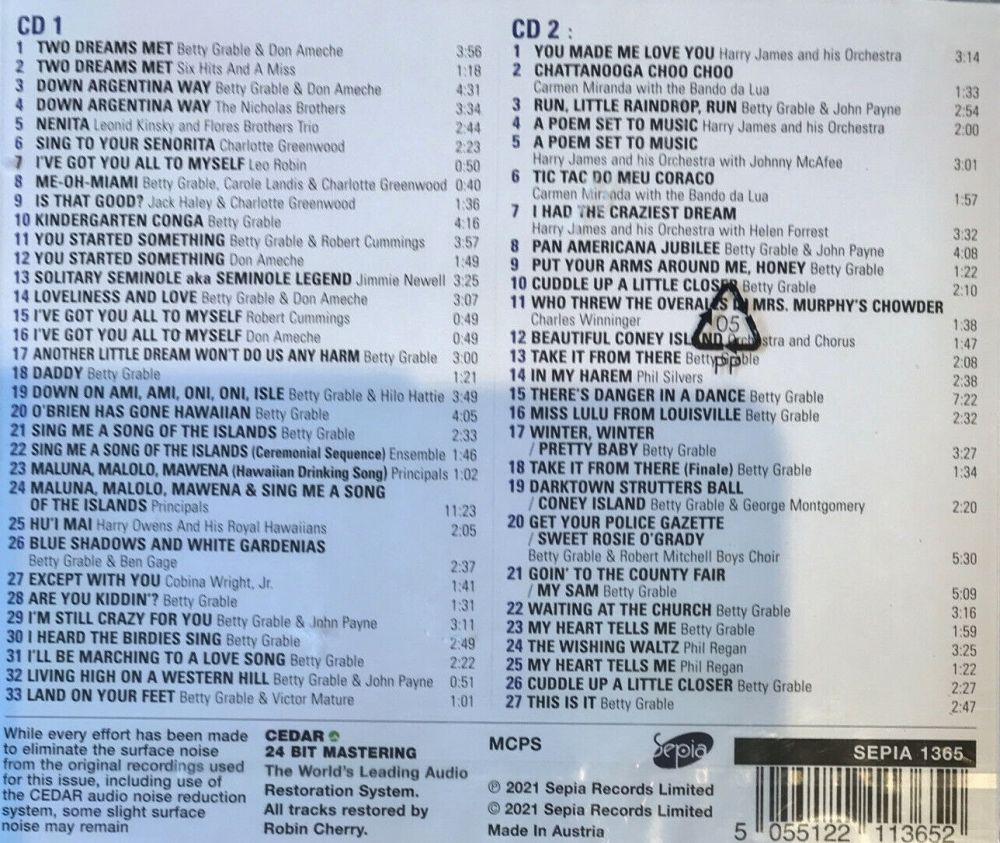 CD 1
1 TWO DREAMS MET Betty Grable & Don Ameche 3:56
2 TWO DREAMS MET Six Hits And A Miss 1:18
3 DOWN ARGENTINA WAY Betty Grable & Don Ameche 4:31
4 DOWN ARGENTINA WAY The Nicholas Brothers 3:34
5 NENITA Leonid Kinsky and Flores Brothers Trio 2:44
6 SING TO YOUR SENORITA Charlotte Greenwood 2:23
7 I'VE GOT YOU ALL TO MYSELF Leo Robin 0:50
8 ME-OH-MIAMI Betty Grable, Carole Landis & Charlotte Greenwood 0:40
9 IS THAT GOOD? Jack Haley & Charlotte Greenwood 1:36
10 KINDERGARTEN CONGA Betty Grable 4:16
11 YOU STARTED SOMETHING Betty Grable & Robert Cummings 3:57
12 YOU STARTED SOMETHING Don Ameche 1:49
13 SOLITARY SEMINOLE aka SEMINOLE LEGEND Jimmie Newell 3:25
14 LOVELINESS AND LOVE Betty Grable & Don Ameche 3:07
15 I'VE GOT YOU ALL TO MYSELF Robert Cummings 0:49
16 I'VE GOT YOU ALL TO MYSELF Don Ameche 0:49
17 ANOTHER LITTLE DREAM WON'T DO US ANY HARM Betty Grable 3:00
18 DADDY Betty Grable 1:21
19 DOWN ON AMI, AMI, ONI, ONI, ISLE Betty Grable & Hilo Hattie 3:49
20 O'BRIEN HAS GONE HAWAIIAN Betty Grable 4:05
21 SING ME A SONG OF THE ISLANDS Betty Grable 2:33
22 SING ME A SONG OF THE ISLANDS (Ceremonial Sequence) Ensemble 1:46
23 MALUNA, MALOLO, MAWENA (Hawaiian Drinking Song) Principals 1:02
24 MALUNA, MALOLO, MAWENA & SING ME A SONG
OF THE ISLANDS Principals 11:23
25 HU'I MAI Harry Owens And His Royal Hawaiians 2:05
26 BLUE SHADOWS AND WHITE GARDENIAS
Betty Grable & Ben Gage 2:37
27 EXCEPT WITH YOU Cobina Wright, Jr. 1:41
28 ARE YOU KIDDIN'? Betty Grable 1:31
29 I'M STILL CRAZY FOR YOU Betty Grable & John Payne 3:11
30 I HEARD THE BIRDIES SING Betty Grable 2:49
31 I'LL BE MARCHING TO A LOVE SONG Betty Grable 2:22
32 LIVING HIGH ON A WESTERN HILL Betty Grable & John Payne 0:51
33 LAND ON YOUR FEET Betty Grable & Victor Mature 1:01
CD 2 :
1 YOU MADE ME LOVE YOU Harry James and his Orchestra 3:14
2 CHATTANOOGA CHOO CHOO
Carmen Miranda with the Bando da Lua 1:33
3 RUN, LITTLE RAINDROP, RUN Betty Grable & John Payne 2:54
4 A POEM SET TO MUSIC Harry James and his Orchestra 2:00
5 A POEM SET TO MUSIC
Harry James and his Orchestra with Johnny McAfee 3:01
6 TIC TAC DO MEU CORACO
Carmen Miranda with the Bando da Lua 1:57
7 I HAD THE CRAZIEST DREAM
Harry James and his Orchestra with Helen Forrest 3:32
8 PAN AMERICANA JUBILEE Betty Grable & John Payne 4:08
9 PUT YOUR ARMS AROUND ME, HONEY Betty Grable 1:22
10 CUDDLE UP A LITTLE CLOSER Betty Grable 2:10
11 WHO THREW THE OVERALLS IN MRS. MURPHY'S CHOWDER
Charles Winninger 1:38
12 BEAUTIFUL CONEY ISLAND Orchestra and Chorus 1:47
13 TAKE IT FROM THERE Betty Grable 2:08
14 IN MY HAREM Phil Silvers 2:38
15 THERE'S DANGER IN A DANCE Betty Grable 7:22
16 MISS LULU FROM LOUISVILLE Betty Grable 2:32
17 WINTER, WINTER
/ PRETTY BABY Betty Grable 3:27
18 TAKE IT FROM THERE (Finale) Betty Grable 1:34
19 DARKTOWN STRUTTERS BALL
/ CONEY ISLAND Betty Grable & George Montgomery 2:20
20 GET YOUR POLICE GAZETTE
/ SWEET ROSIE O'GRADY
Betty Grable & Robert Mitchell Boys Choir 5:30
21 GOIN' TO THE COUNTY FAIR
/ MY SAM Betty Grable 5:09
22 WAITING AT THE CHURCH Betty Grable 3:16
23 MY HEART TELLS ME Betty Grable 1:59
24 THE WISHING WALTZ Phil Regan 3:25
25 MY HEART TELLS ME Phil Regan 1:22
26 CUDDLE UP A LITTLE CLOSER Betty Grable 2:27
27 THIS IS IT Betty Grable 2:47
05
PP
While every effort has been made
to eliminate the surface noise
from the original recordings used
for this issue, including use of
the CEDAR audio noise reduction
system, some slight surface
noise may remain
CEDAR
24 BIT MASTERING
The World's Leading Audio
Restoration System.
All tracks restored by
Robin Cherry.
MCPS
Sepia
℗ 2021 Sepia Records Limited
© 2021 Sepia Records Limited
Made In Austria
SEPIA 1365
5 055122 113652